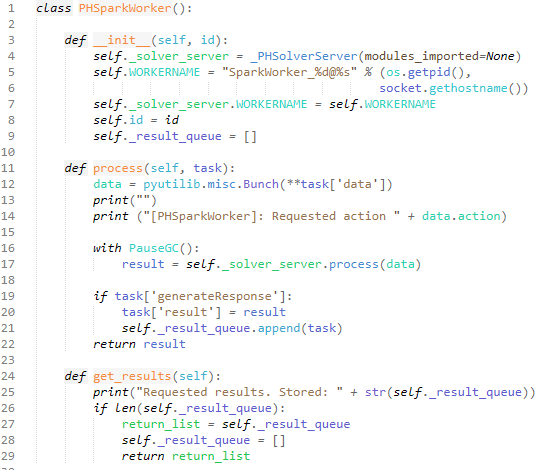 1 class PHSparkWorker():
2
3     def __init__(self, id):
4         self._solver_server = _PHSolverServer(modules_imported=None)
5         self.WORKERNAME = "SparkWorker_%d@%s" % (os.getpid(),
6                                                  socket.gethostname())
7         self._solver_server.WORKERNAME = self.WORKERNAME
8         self.id = id
9         self._result_queue = []
10
11     def process(self, task):
12         data = pyutilib.misc.Bunch(**task['data'])
13         print("")
14         print ("[PHSparkWorker]: Requested action " + data.action)
15
16         with PauseGC():
17             result = self._solver_server.process(data)
18
19         if task['generateResponse']:
20             task['result'] = result
21             self._result_queue.append(task)
22         return result
23
24     def get_results(self):
25         print("Requested results. Stored: " + str(self._result_queue))
26         if len(self._result_queue):
27             return_list = self._result_queue
28             self._result_queue = []
29             return return_list